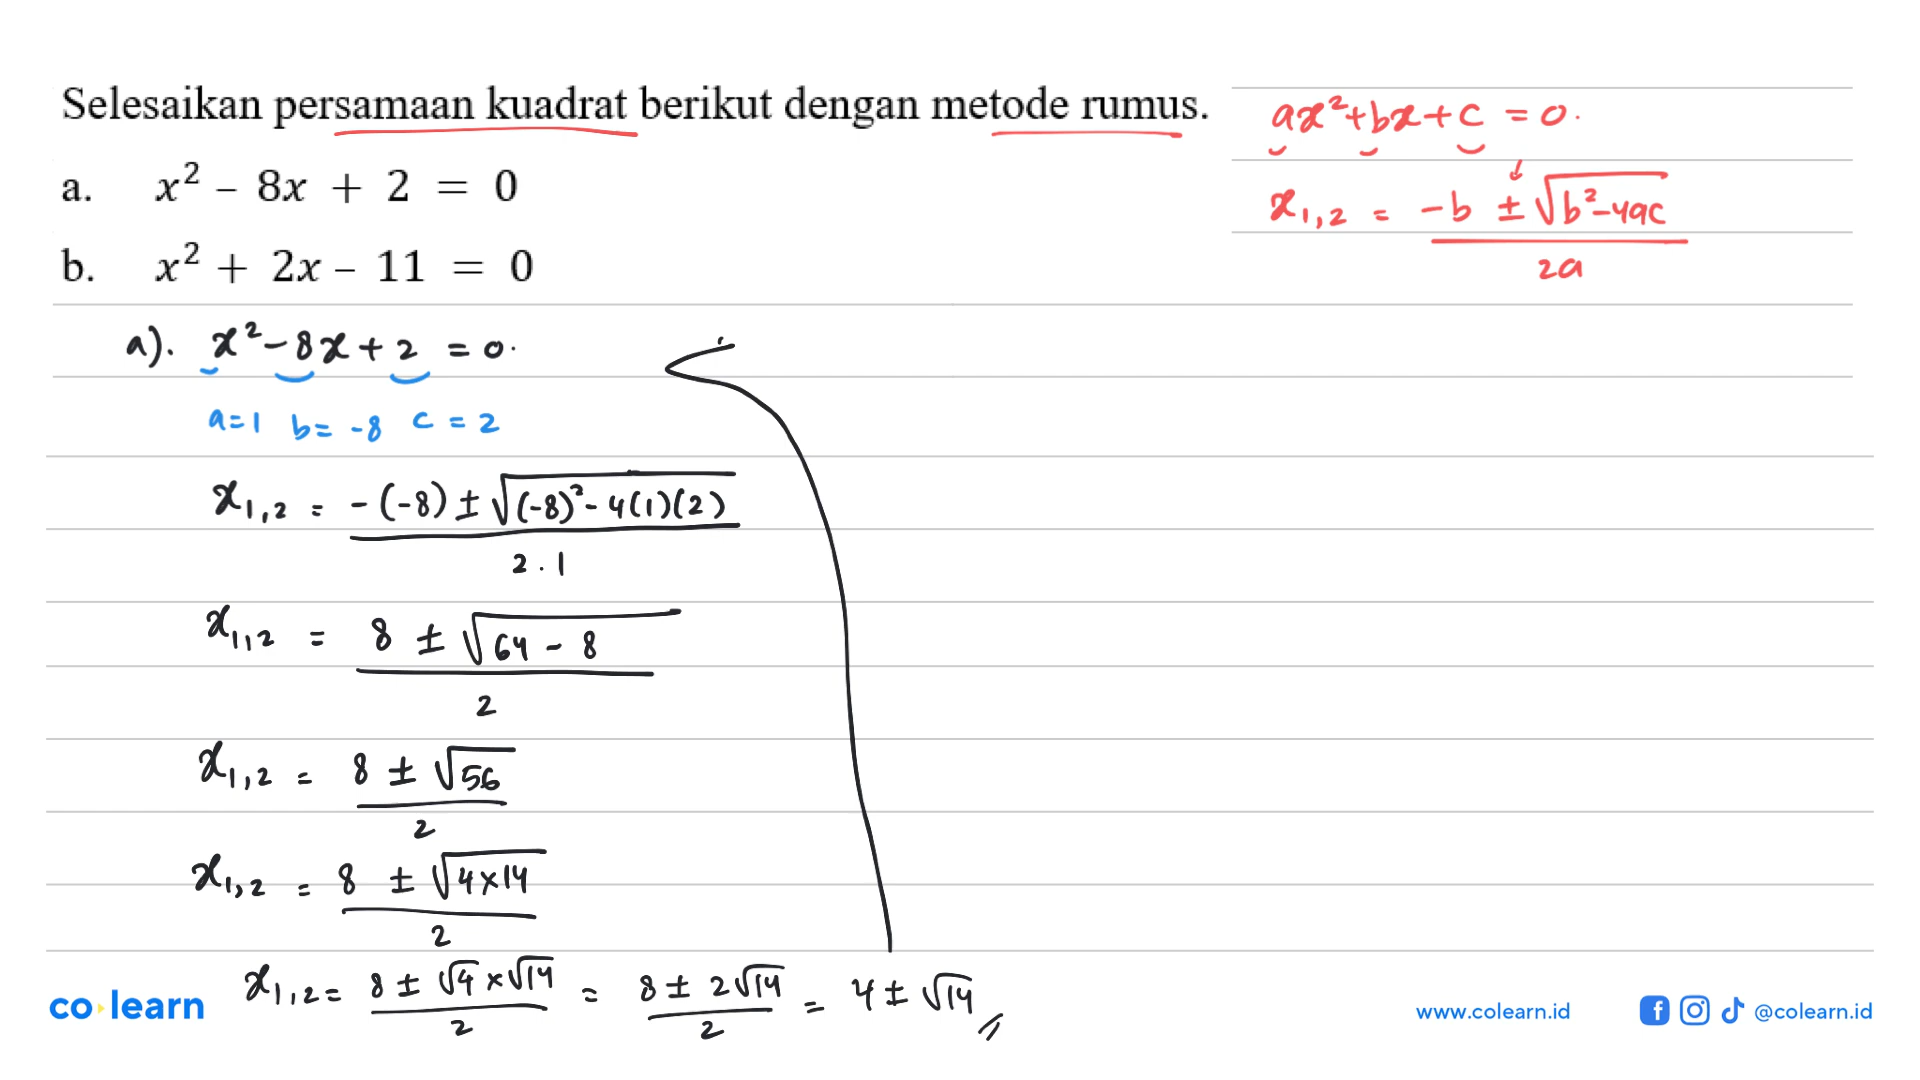 Selesaikan persamaan kuadrat berikut dengan metode rumus.
a. x² – 8x + 2 = 0
b. x² + 2x – 11 = 0
ax² + bx + c = 0.
x₁,₂ = (-b ± √(b²-4ac)) / 2a
a). x² - 8x + 2 = 0.
a=1 b= -8 c = 2
x₁,₂ = (-(-8) ± √((-8)² - 4(1)(2))) / 2 . 1
x₁,₂ = (8 ± √(64 - 8)) / 2
x₁,₂ = (8 ± √56) / 2
x₁,₂ = (8 ± √(4×14)) / 2
x₁,₂ = (8 ± √4 × √14) / 2 = (8 ± 2√14) / 2 = 4 ± √14 //
co learn
www.colearn.id
@colearn.id